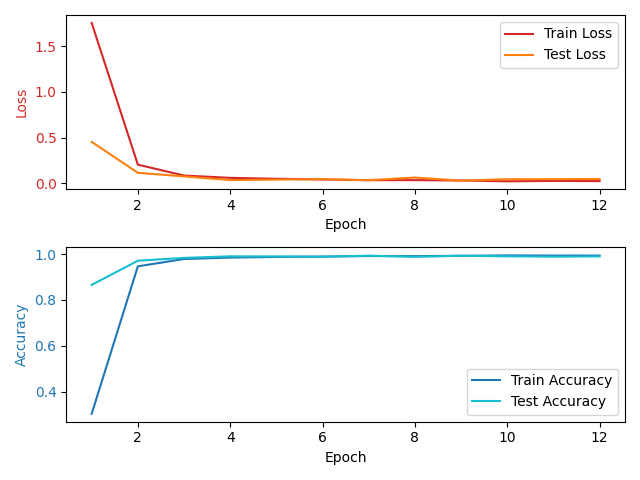 1.5
1.0
0.5
0.0
Loss
Train Loss
Test Loss
2 4 6 8 10 12
Epoch
1.0
0.8
0.6
0.4
Accuracy
Train Accuracy
Test Accuracy
2 4 6 8 10 12
Epoch